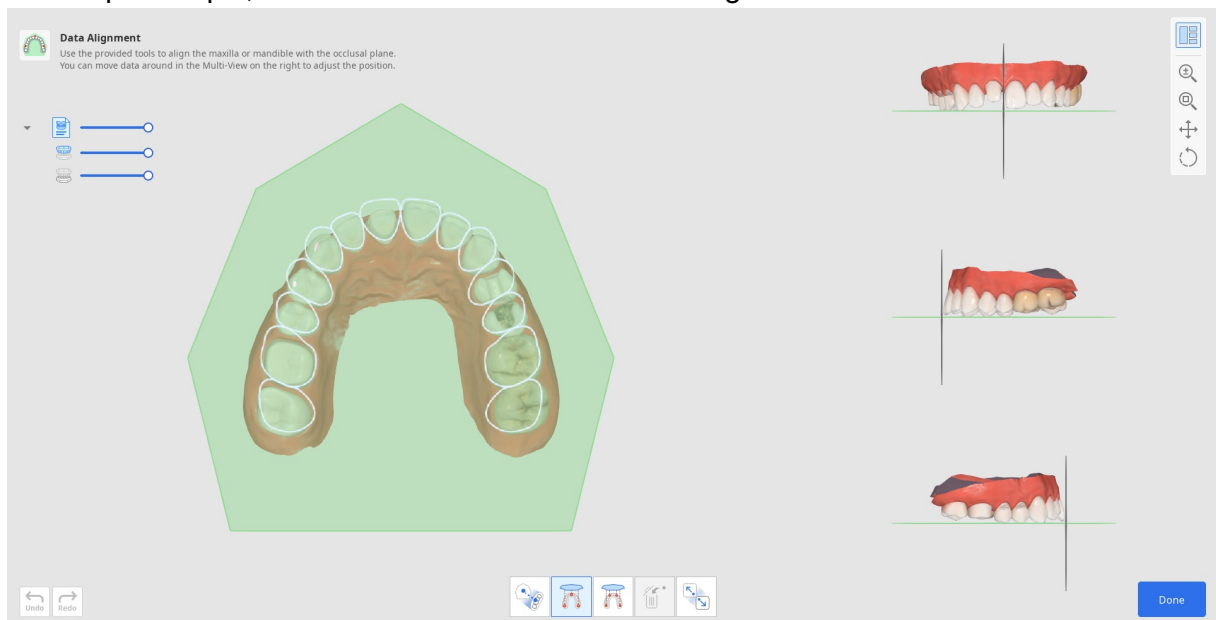 Data Alignment
Use the provided tools to align the maxilla or mandible with the occlusal plane.
You can move data around in the Multi-View on the right to adjust the position.
Undo
Redo
Done